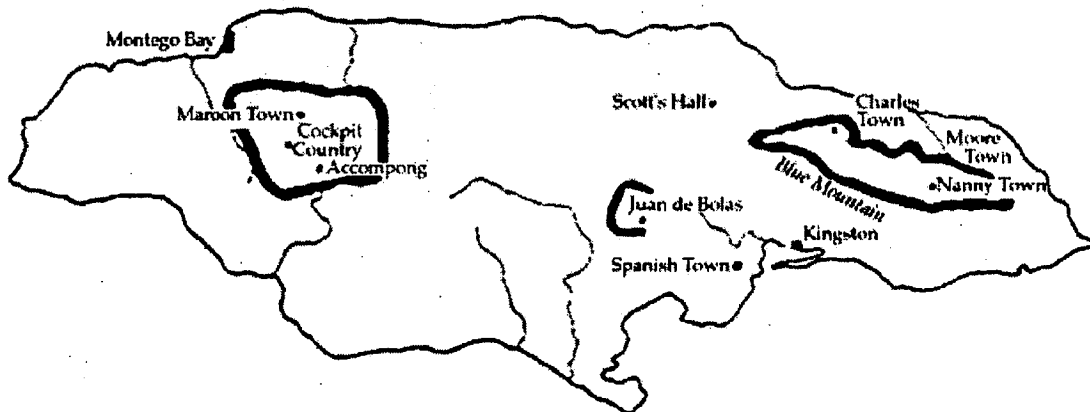 Montego Bay
Maroon Town
Cockpit
Country
Accompong
Scott's Hall
Charles
Town
Moore
Town
Nanny Town
Blue Mountain
Juan de Bolas
Kingston
Spanish Town